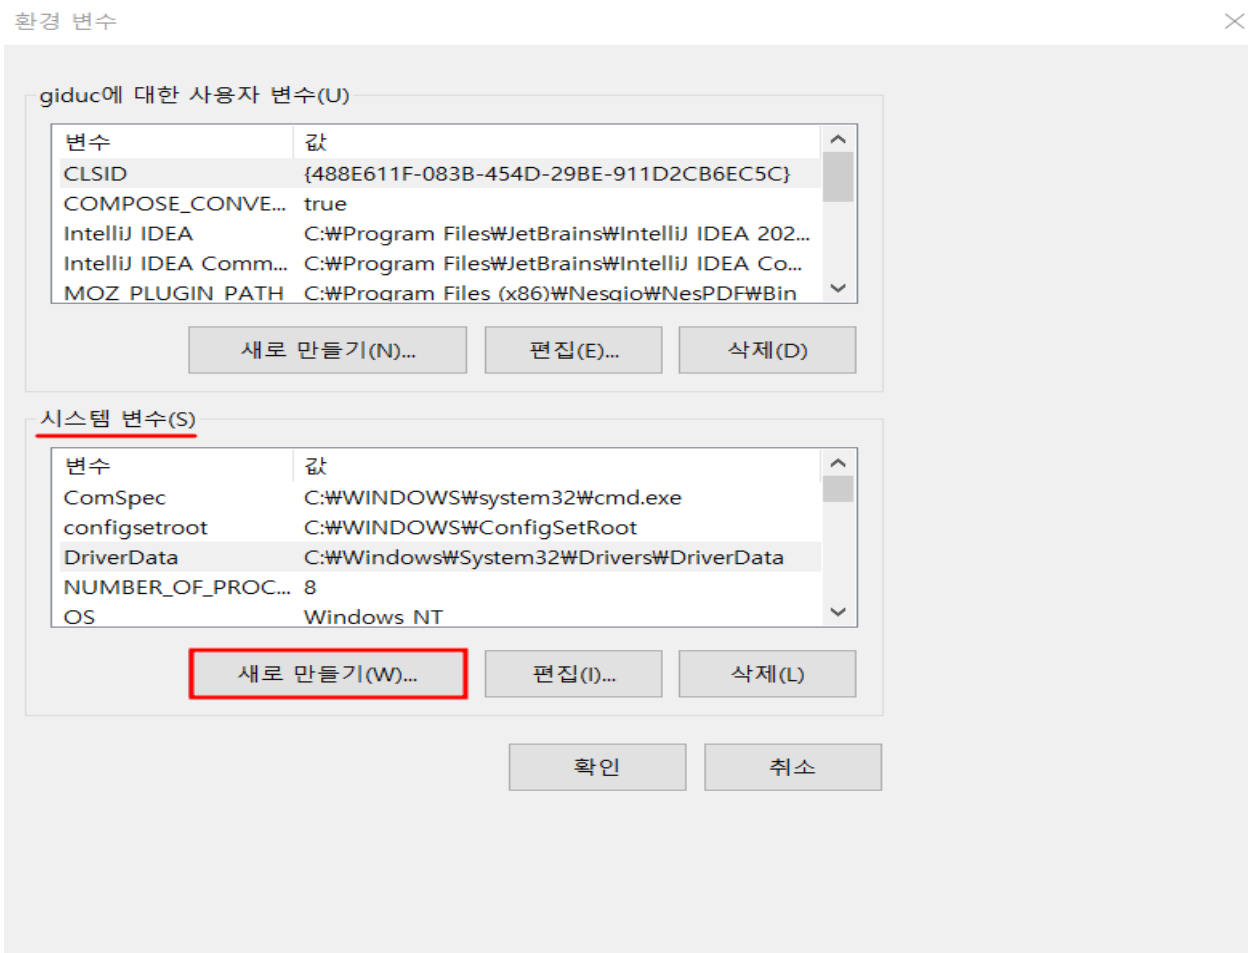 환경 변수
giduc에 대한 사용자 변수(U)
변수 값
CLSID {488E611F-083B-454D-29BE-911D2CB6EC5C}
COMPOSE_CONVE... true
IntelliJ IDEA C:₩Program Files₩JetBrains₩IntelliJ IDEA 202...
IntelliJ IDEA Comm... C:₩Program Files₩JetBrains₩IntelliJ IDEA Co...
MOZ_PLUGIN_PATH C:₩Program Files (x86)₩Nesgio₩NesPDF₩Bin
새로 만들기(N)... 편집(E)... 삭제(D)
시스템 변수(S)
변수 값
ComSpec C:₩WINDOWS₩system32₩cmd.exe
configsetroot C:₩WINDOWS₩ConfigSetRoot
DriverData C:₩Windows₩System32₩Drivers₩DriverData
NUMBER_OF_PROC... 8
OS Windows_NT
새로 만들기(W)... 편집(I)... 삭제(L)
확인 취소